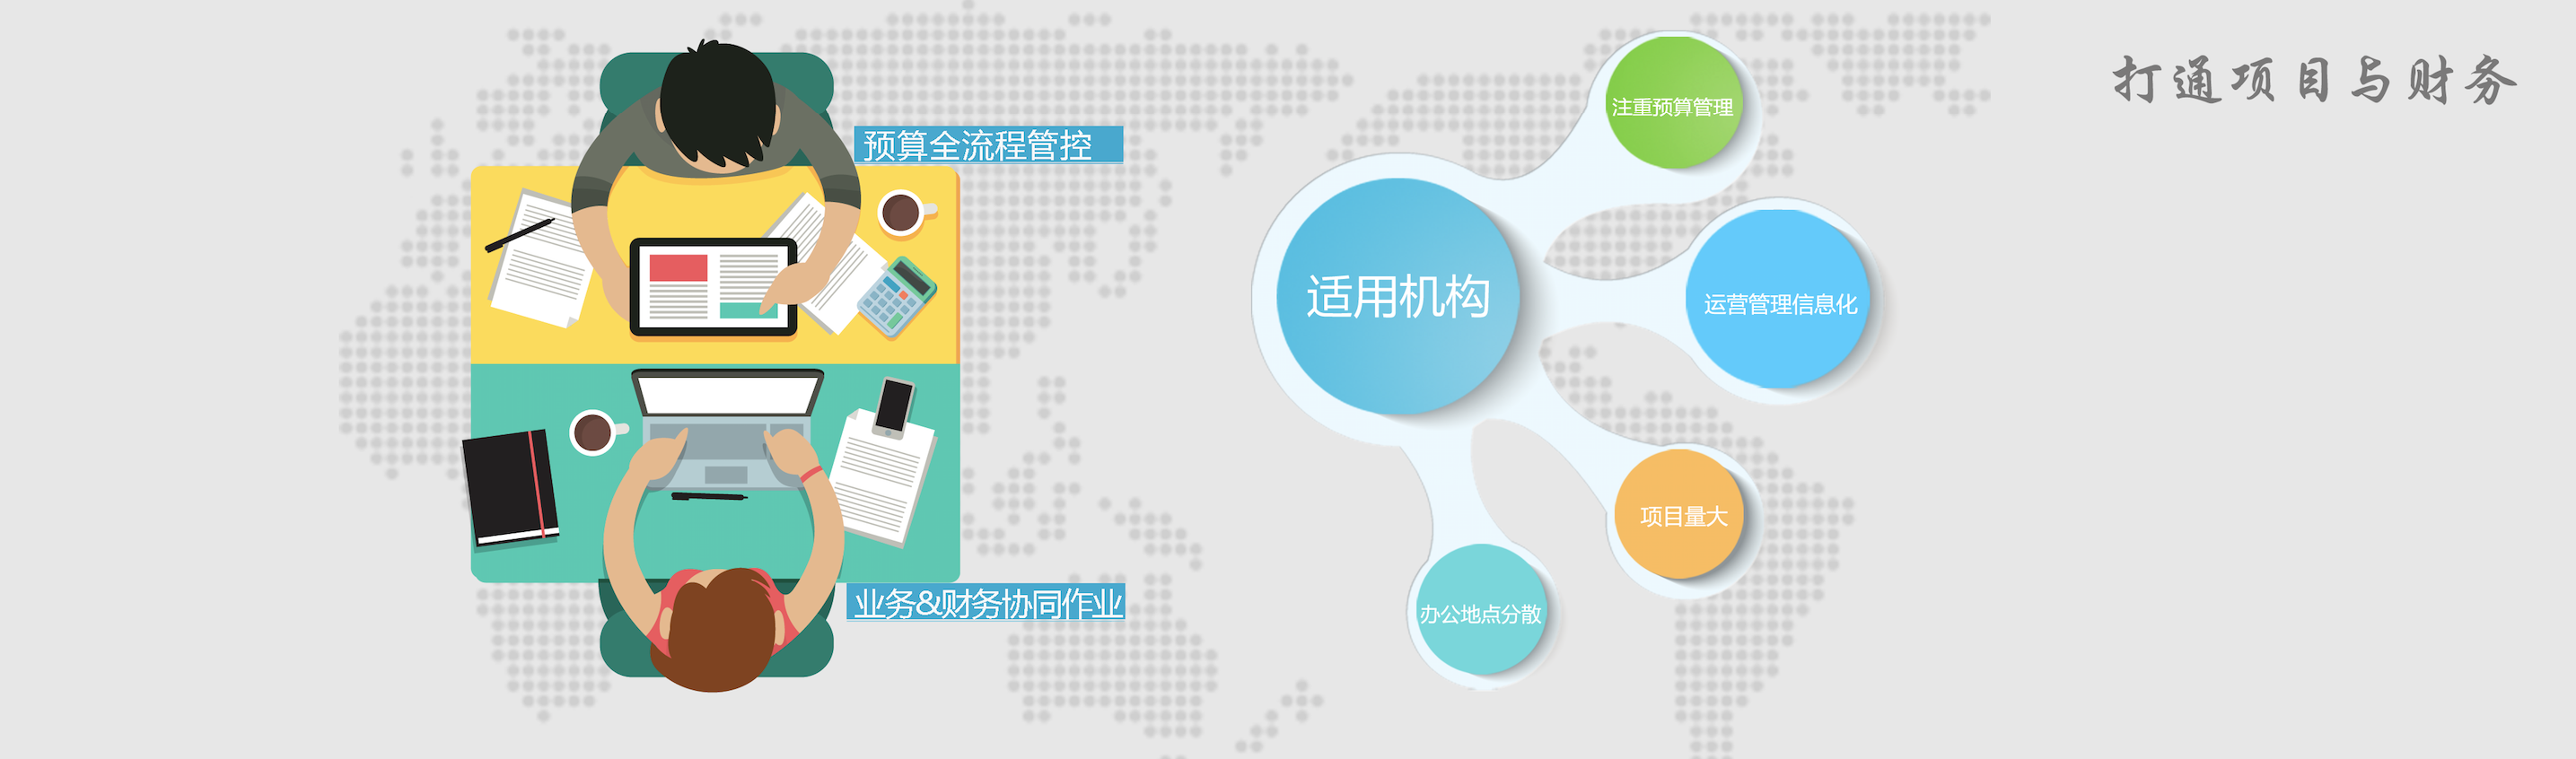 打通项目与财务
预算全流程管控
业务&财务协同作业
适用机构
注重预算管理
运营管理信息化
项目量大
办公地点分散